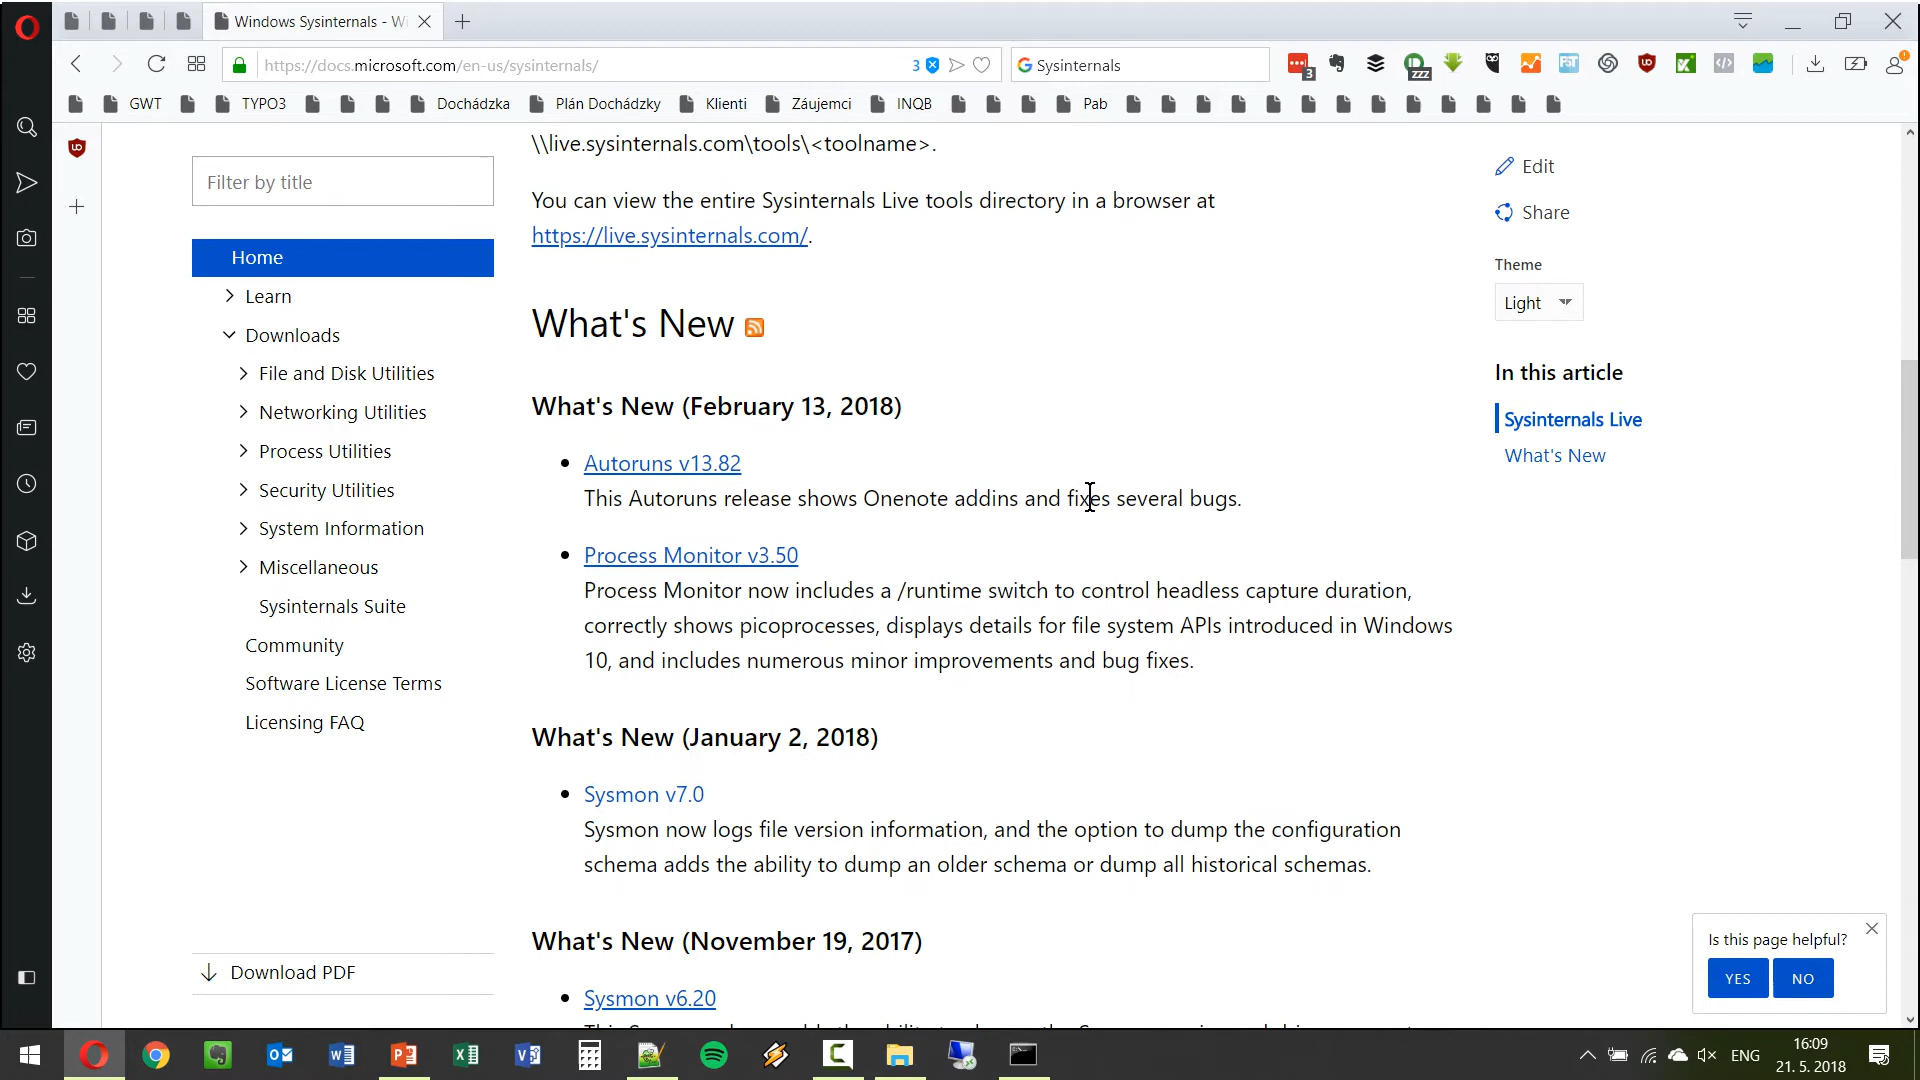 Windows Sysinternals - Wi
https://docs.microsoft.com/en-us/sysinternals/
3
Sysinternals
3
zzz
GWT
TYPO3
Dochádzka
Plán Dochádzky
Klienti
Záujemci
INQB
Pab
Filter by title
Home
Learn
Downloads
File and Disk Utilities
Networking Utilities
Process Utilities
Security Utilities
System Information
Miscellaneous
Sysinternals Suite
Community
Software License Terms
Licensing FAQ
Download PDF
\\live.sysinternals.com\tools\<toolname>.
You can view the entire Sysinternals Live tools directory in a browser at
https://live.sysinternals.com/.
What's New
What's New (February 13, 2018)
Autoruns v13.82
This Autoruns release shows Onenote addins and fixes several bugs.
Process Monitor v3.50
Process Monitor now includes a /runtime switch to control headless capture duration,
correctly shows picoprocesses, displays details for file system APIs introduced in Windows
10, and includes numerous minor improvements and bug fixes.
What's New (January 2, 2018)
Sysmon v7.0
Sysmon now logs file version information, and the option to dump the configuration
schema adds the ability to dump an older schema or dump all historical schemas.
What's New (November 19, 2017)
Sysmon v6.20
Edit
Share
Theme
Light
In this article
Sysinternals Live
What's New
Is this page helpful?
YES
NO
ENG
16:09
21. 5. 2018